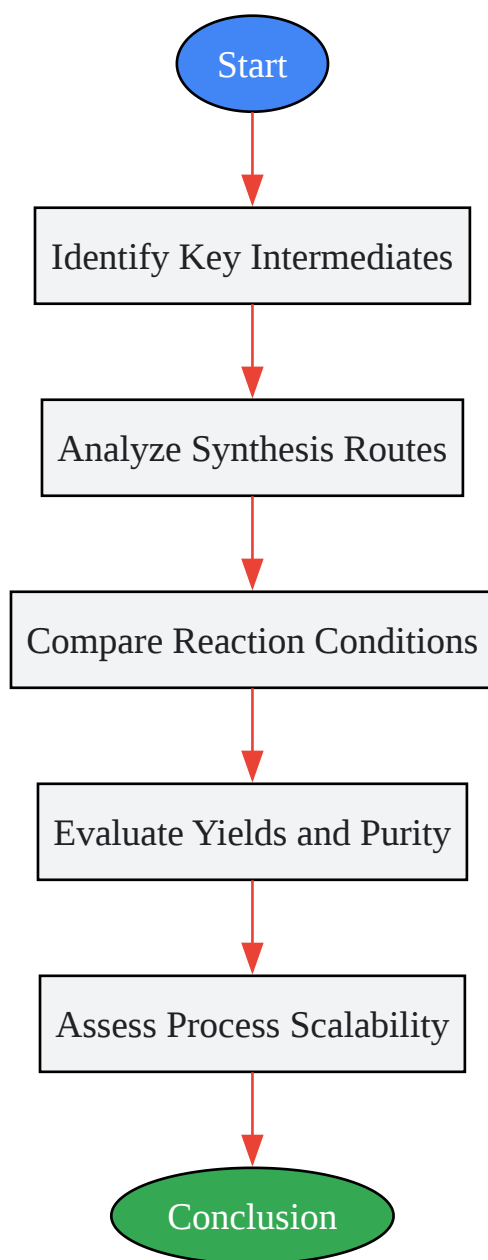 Start
Identify Key Intermediates
Analyze Synthesis Routes
Compare Reaction Conditions
Evaluate Yields and Purity
Assess Process Scalability
Conclusion